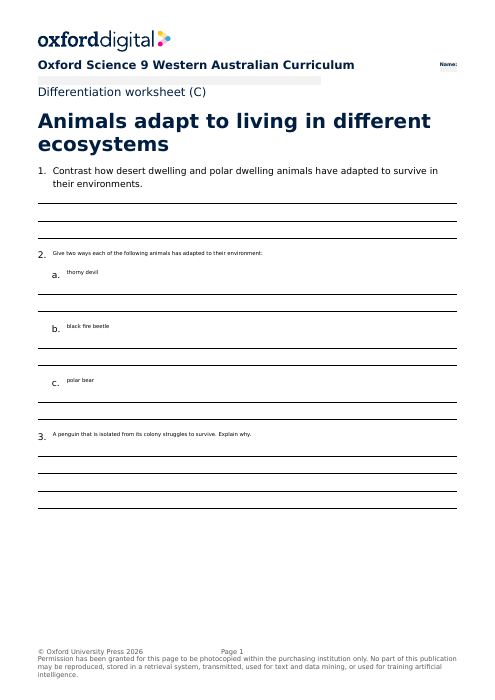 oxforddigital
Oxford Science 9 Western Australian Curriculum
Name:
Differentiation worksheet (C)
Animals adapt to living in different
ecosystems
1. Contrast how desert dwelling and polar dwelling animals have adapted to survive in
their environments.
2. Give two ways each of the following animals has adapted to their environment:
a. thorny devil
b. black fire beetle
c. polar bear
3. A penguin that is isolated from its colony struggles to survive. Explain why.
© Oxford University Press 2026 Page 1
Permission has been granted for this page to be photocopied within the purchasing institution only. No part of this publication
may be reproduced, stored in a retrieval system, transmitted, used for text and data mining, or used for training artificial
intelligence.